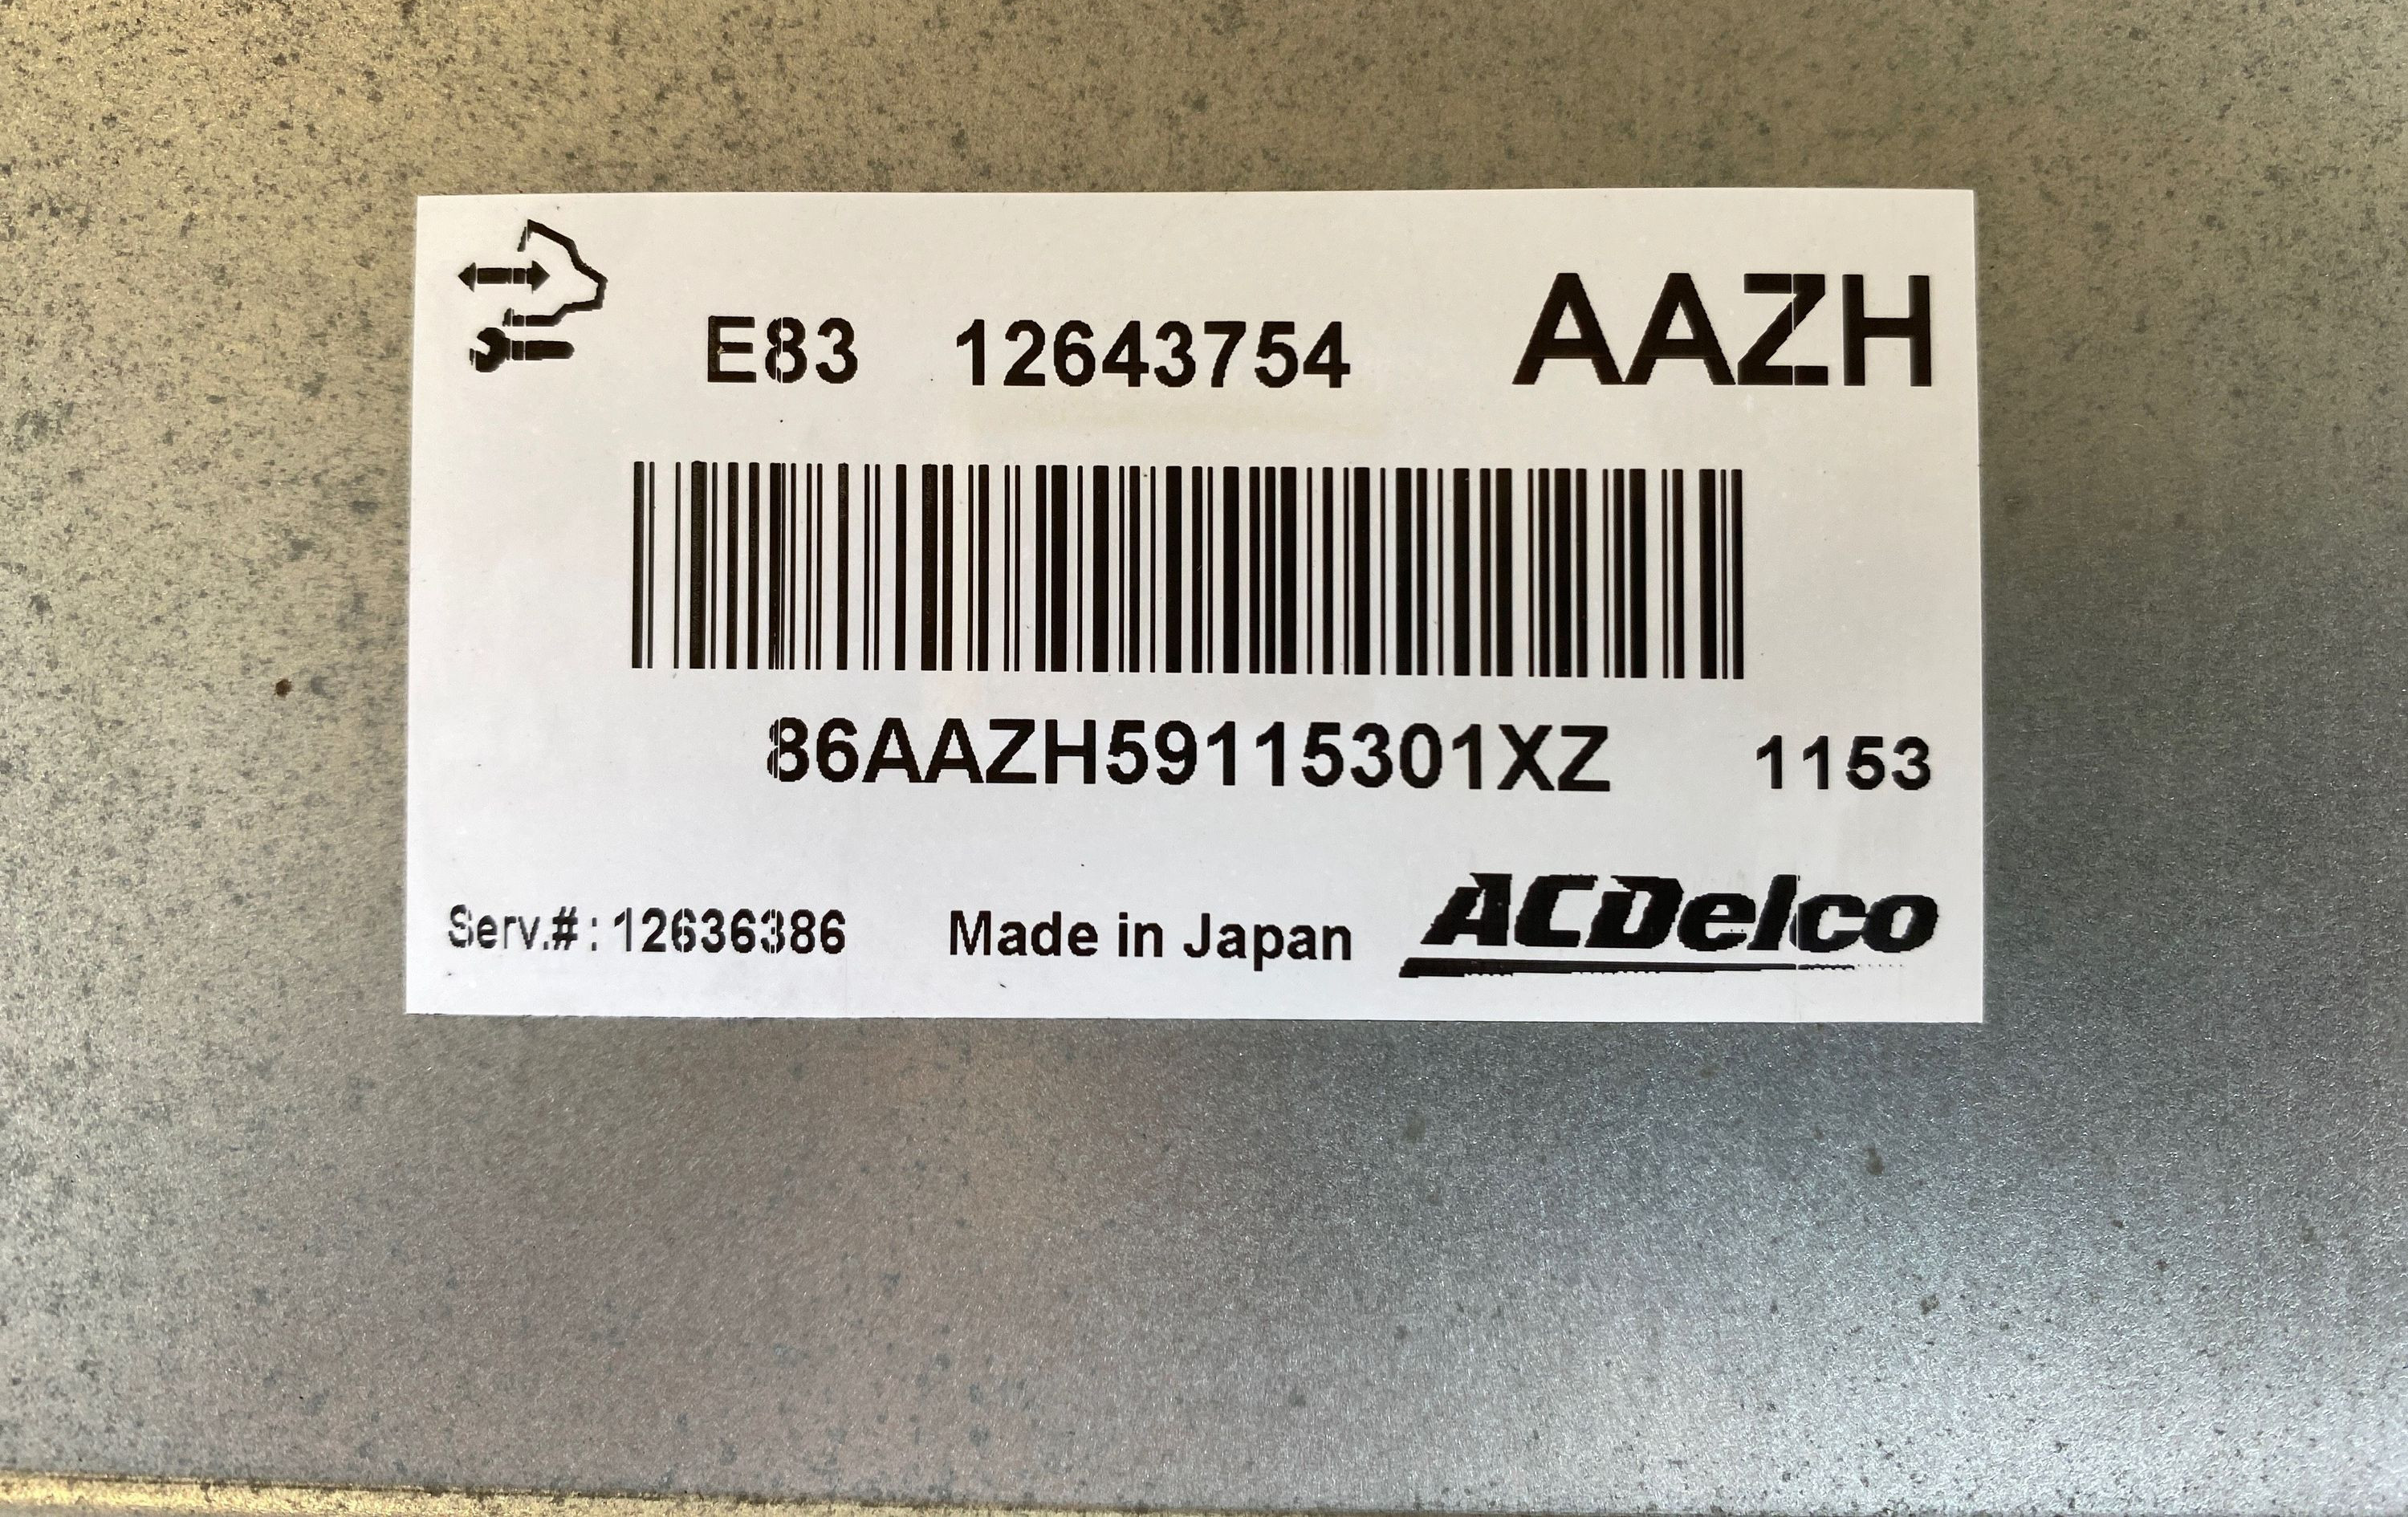 E83 12643754 AAZH
86AAZH59115301XZ 1153
Serv.#: 12636386 Made in Japan ACDelco